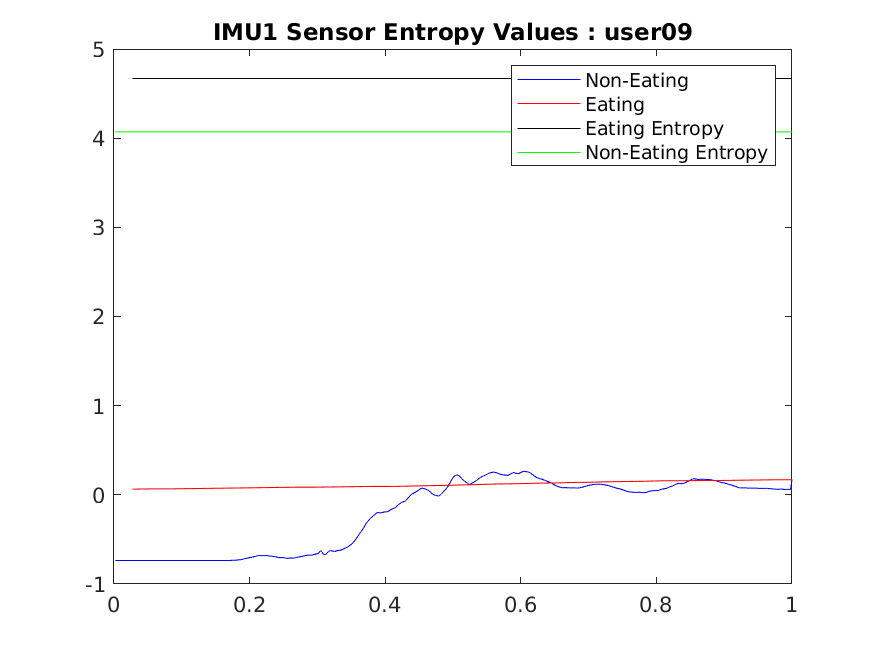 IMU1 Sensor Entropy Values : user09
5
4
3
2
1
0
-1
0
0.2
0.4
0.6
0.8
1
Non-Eating
Eating
Eating Entropy
Non-Eating Entropy